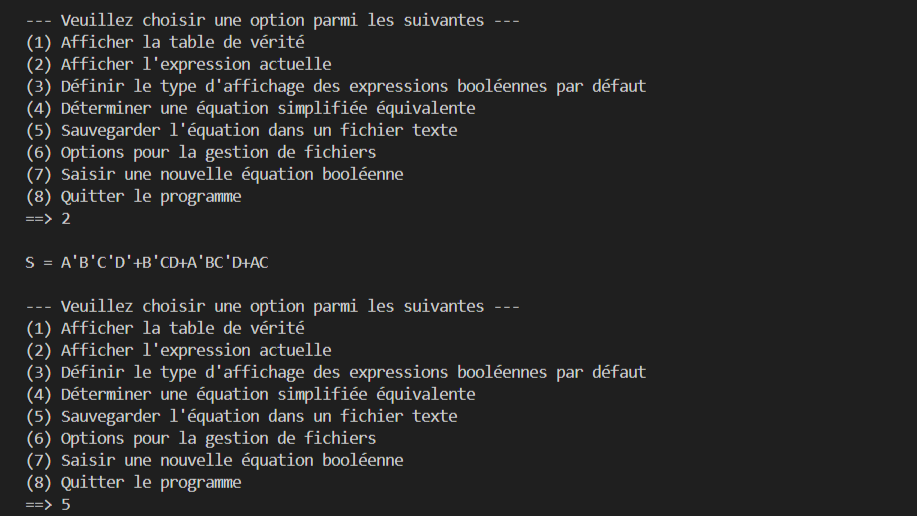 --- Veuillez choisir une option parmi les suivantes ---
(1) Afficher la table de vérité
(2) Afficher l'expression actuelle
(3) Définir le type d'affichage des expressions booléennes par défaut
(4) Déterminer une équation simplifiée équivalente
(5) Sauvegarder l'équation dans un fichier texte
(6) Options pour la gestion de fichiers
(7) Saisir une nouvelle équation booléenne
(8) Quitter le programme
==> 2
S = A'B'C'D'+B'CD+A'BC'D+AC
--- Veuillez choisir une option parmi les suivantes ---
(1) Afficher la table de vérité
(2) Afficher l'expression actuelle
(3) Définir le type d'affichage des expressions booléennes par défaut
(4) Déterminer une équation simplifiée équivalente
(5) Sauvegarder l'équation dans un fichier texte
(6) Options pour la gestion de fichiers
(7) Saisir une nouvelle équation booléenne
(8) Quitter le programme
==> 5